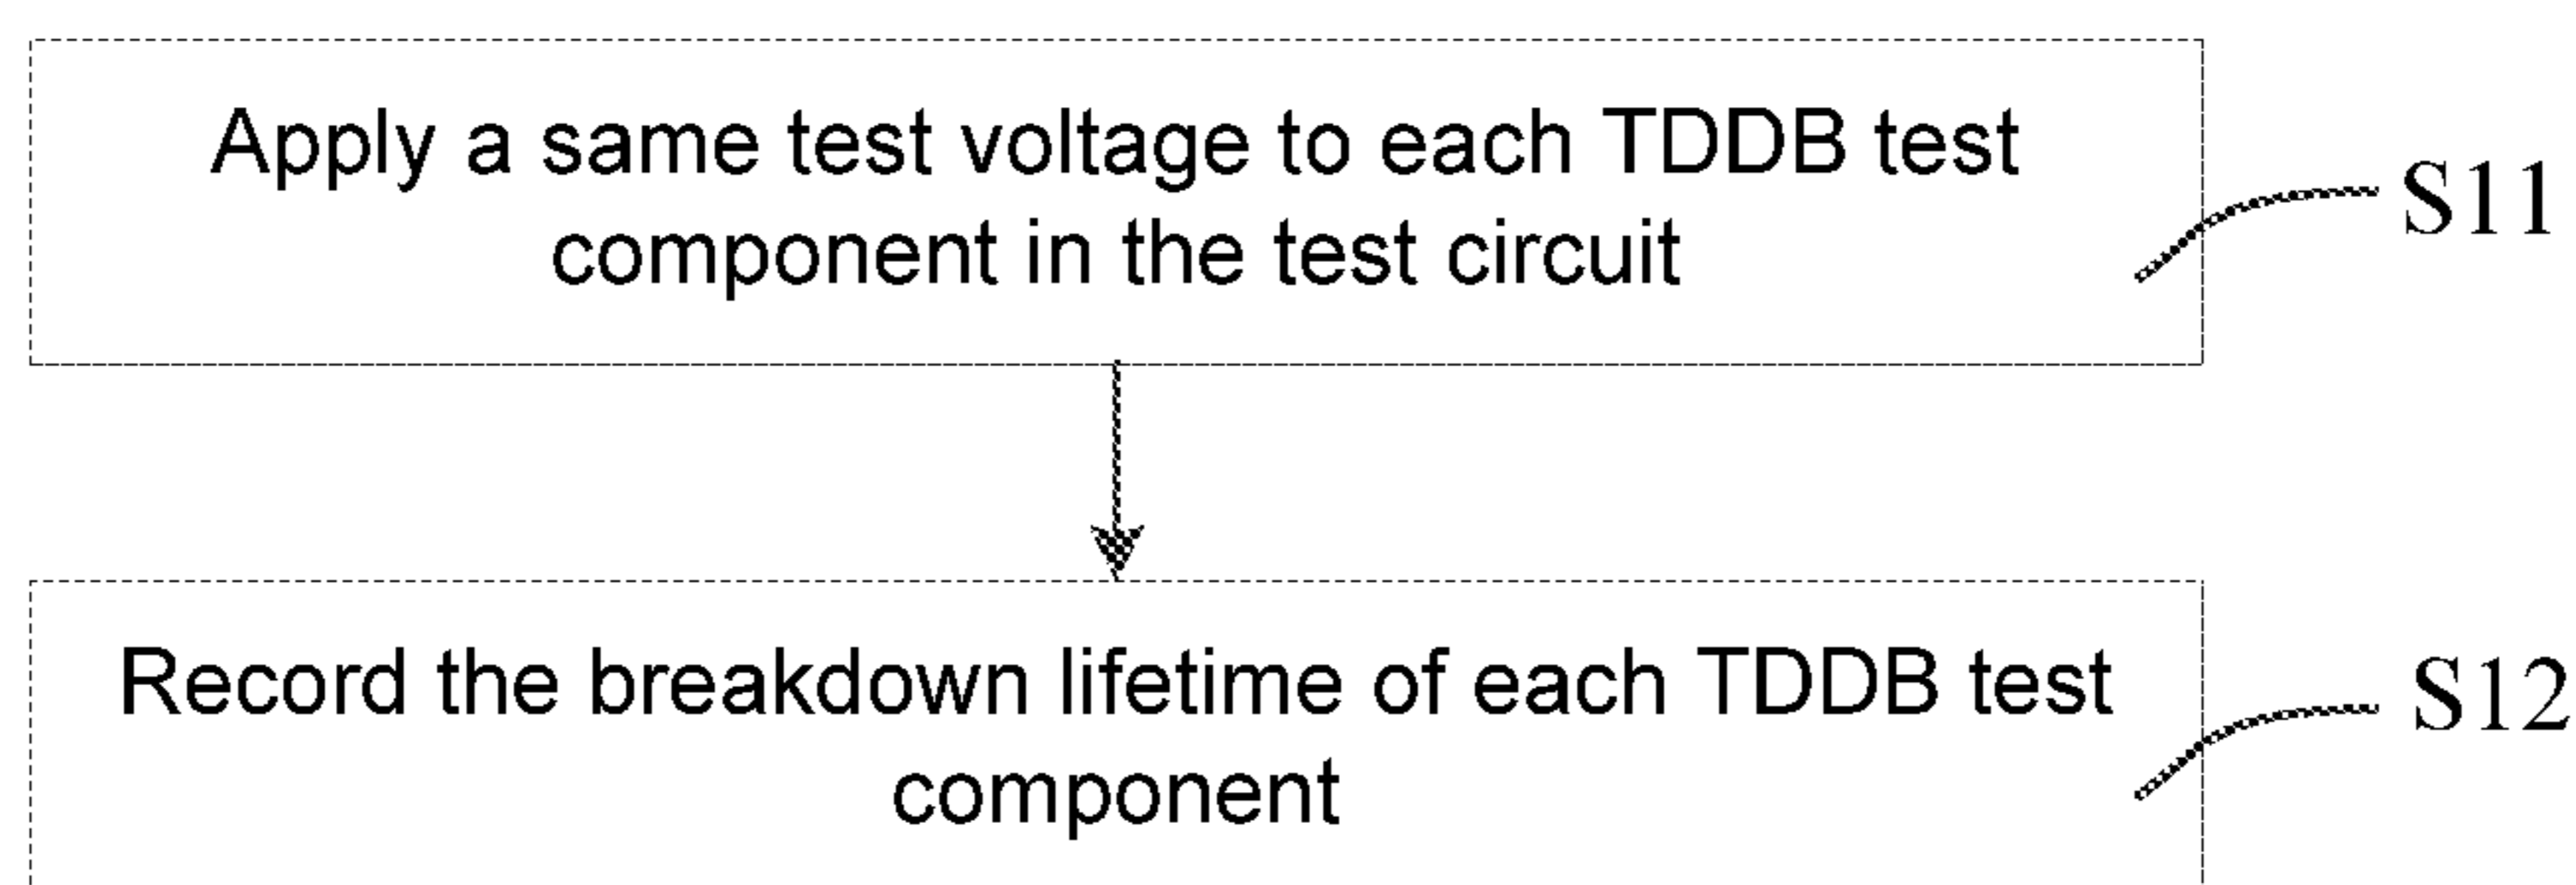 Apply a same test voltage to each TDDB test
component in the test circuit
S11
Record the breakdown lifetime of each TDDB test
component
S12